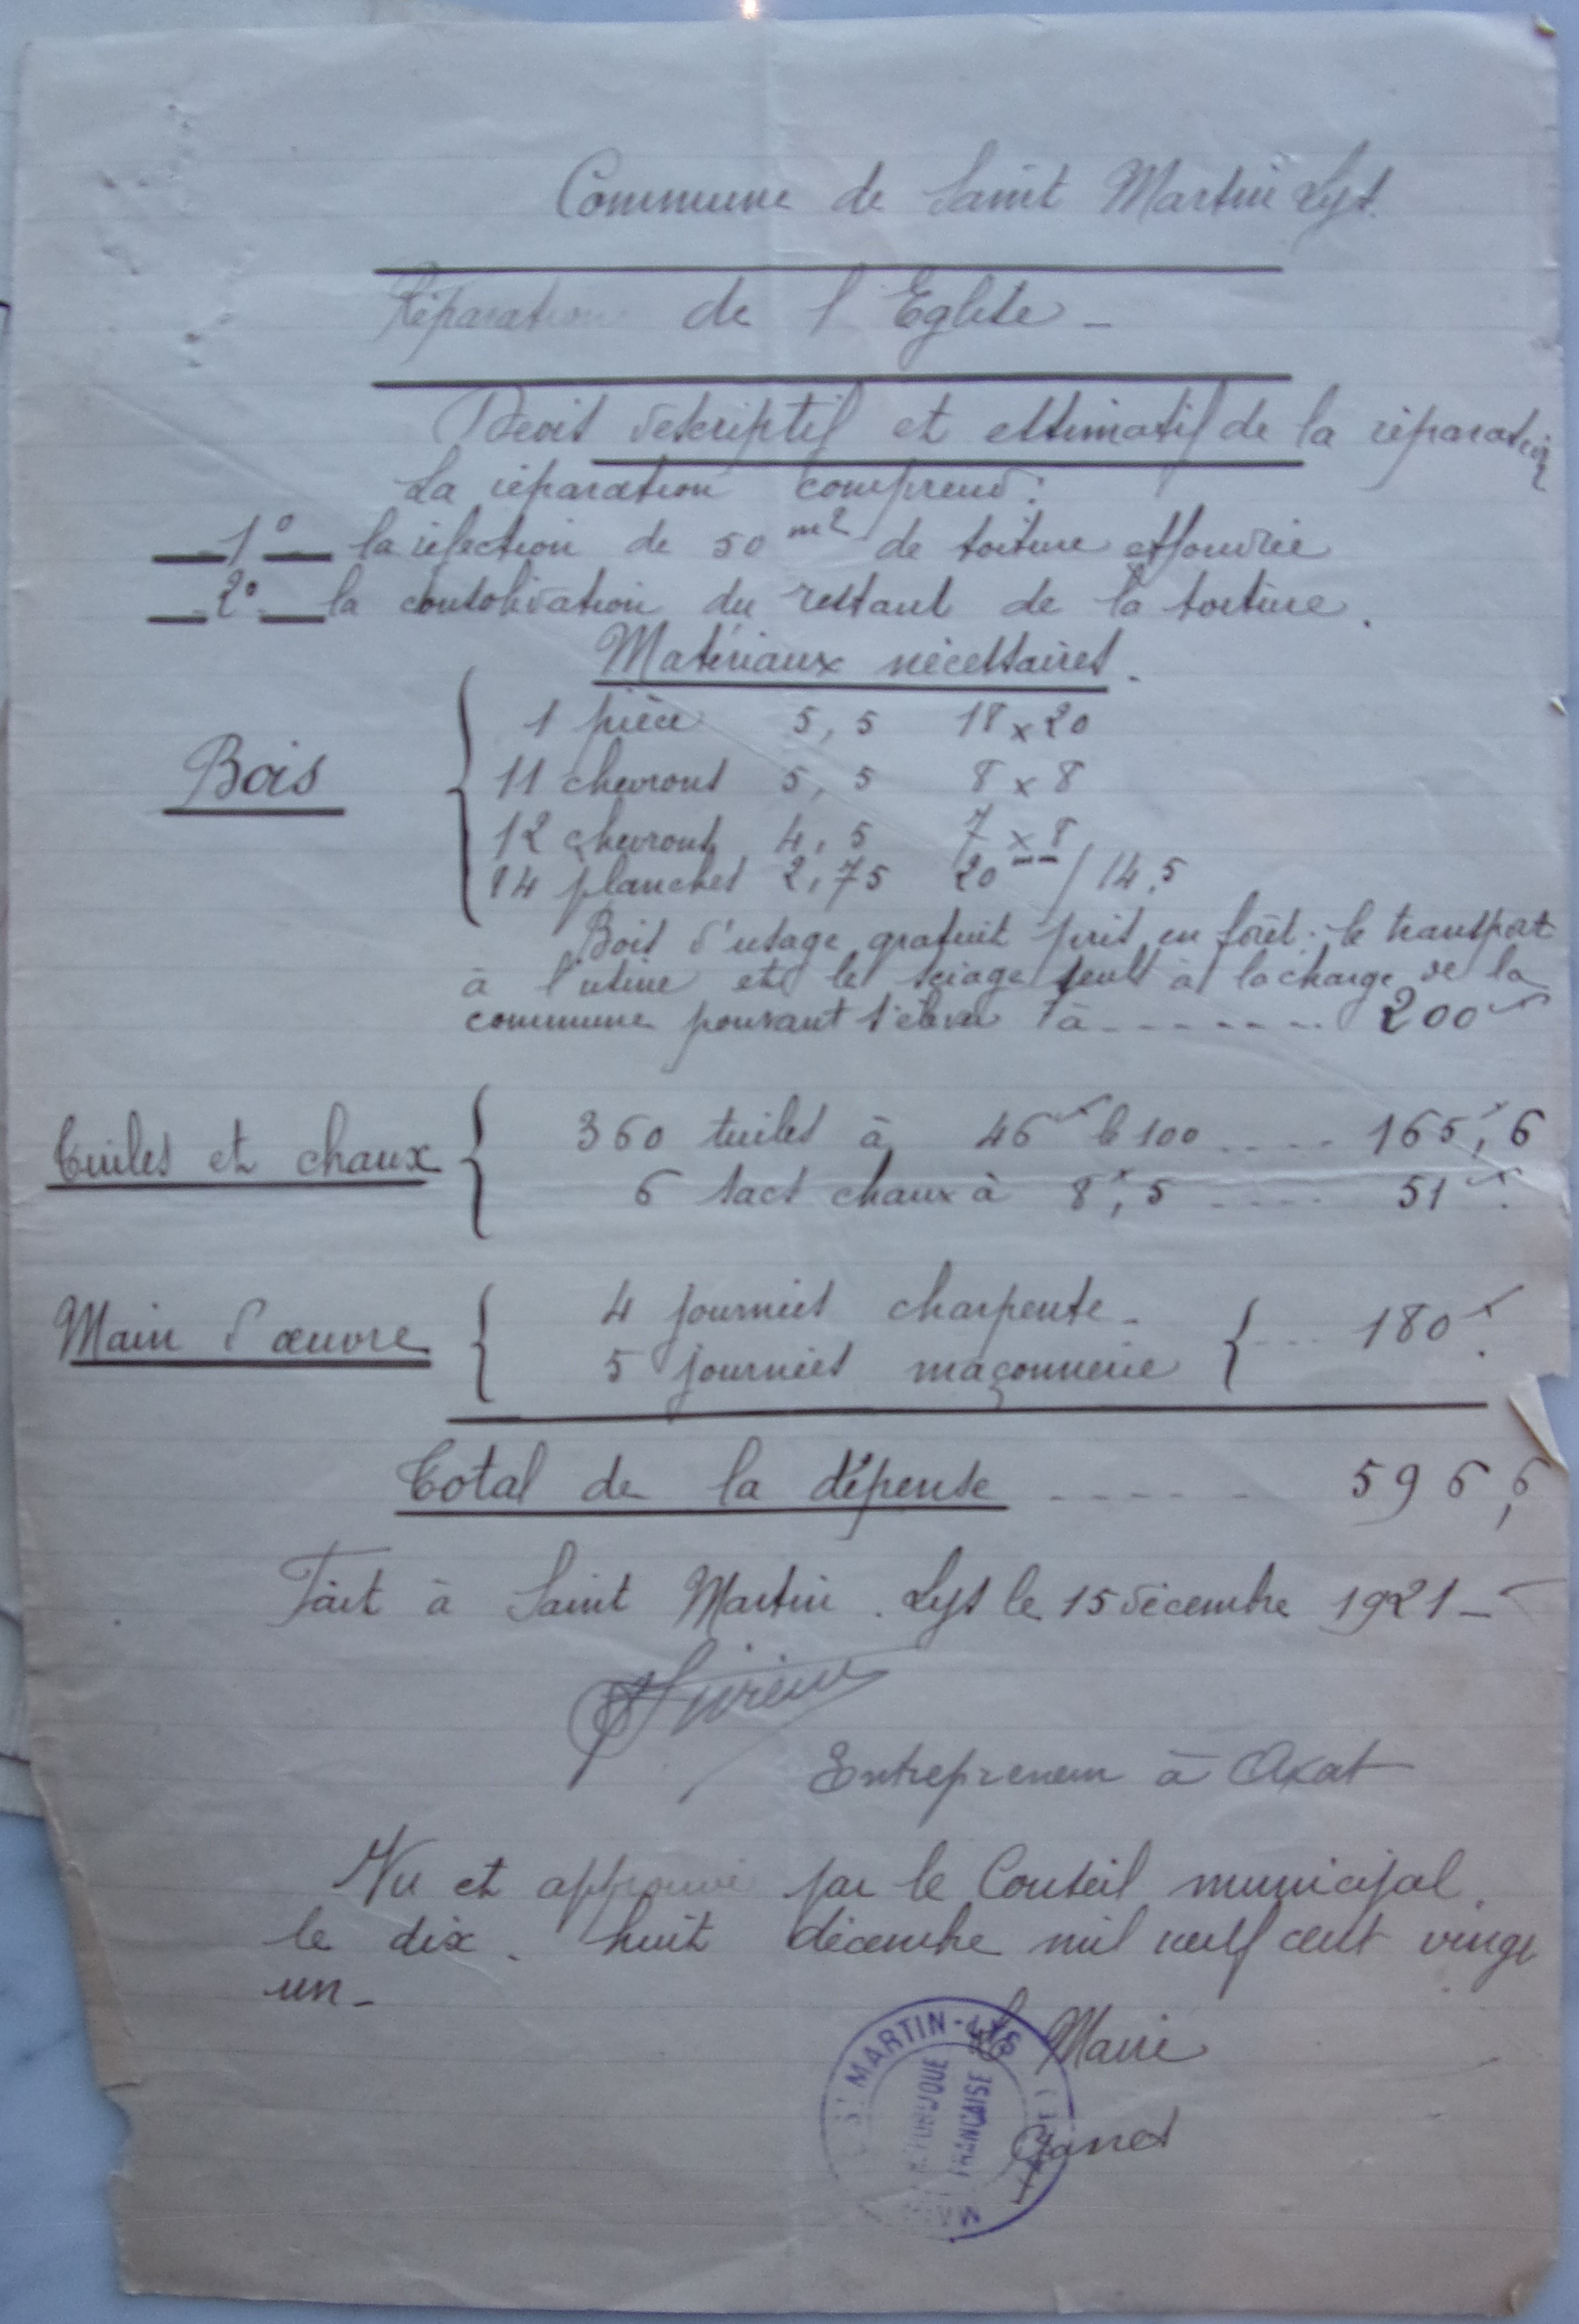 Commune de Saint Martin Lys.
Réparation de l'Eglise -
Devis descriptif et estimatif de la réparation
La réparation comprend :
1° la réfection de 50 m2 de toiture effondrée
2° la consolidation du restant de la toiture.
Matériaux nécessaires.
Bois
1 pièce 5,5 18 x 20
11 chevrons 5,5 8 x 8
12 chevrons 4,5 7 x 8
14 planches 2,75 20 / 14,5
Bois d'usage gratuit pris en forêt. le transport
à l'usine et le sciage seuls à la charge de la
commune pouvant s'élever à - - - - - - - 200 f
Tuiles et chaux
360 tuiles à 46 f le 100 .... 165 f,6
6 sacs chaux à 8 f,5 .... 51 f.
Main d'œuvre
4 journées charpente -
5 journées maçonnerie ... 180 f.
Total de la dépense - - - - - - 596,6
Fait à Saint Martin. Lys le 15 décembre 1921 -
Entrepreneur à Axat
Vu et approuvé par le Conseil municipal.
le dix. huit décembre mil neuf cent vingt
un -
Le Maire
ST MARTIN-LYS
RÉPUBLIQUE
FRANÇAISE